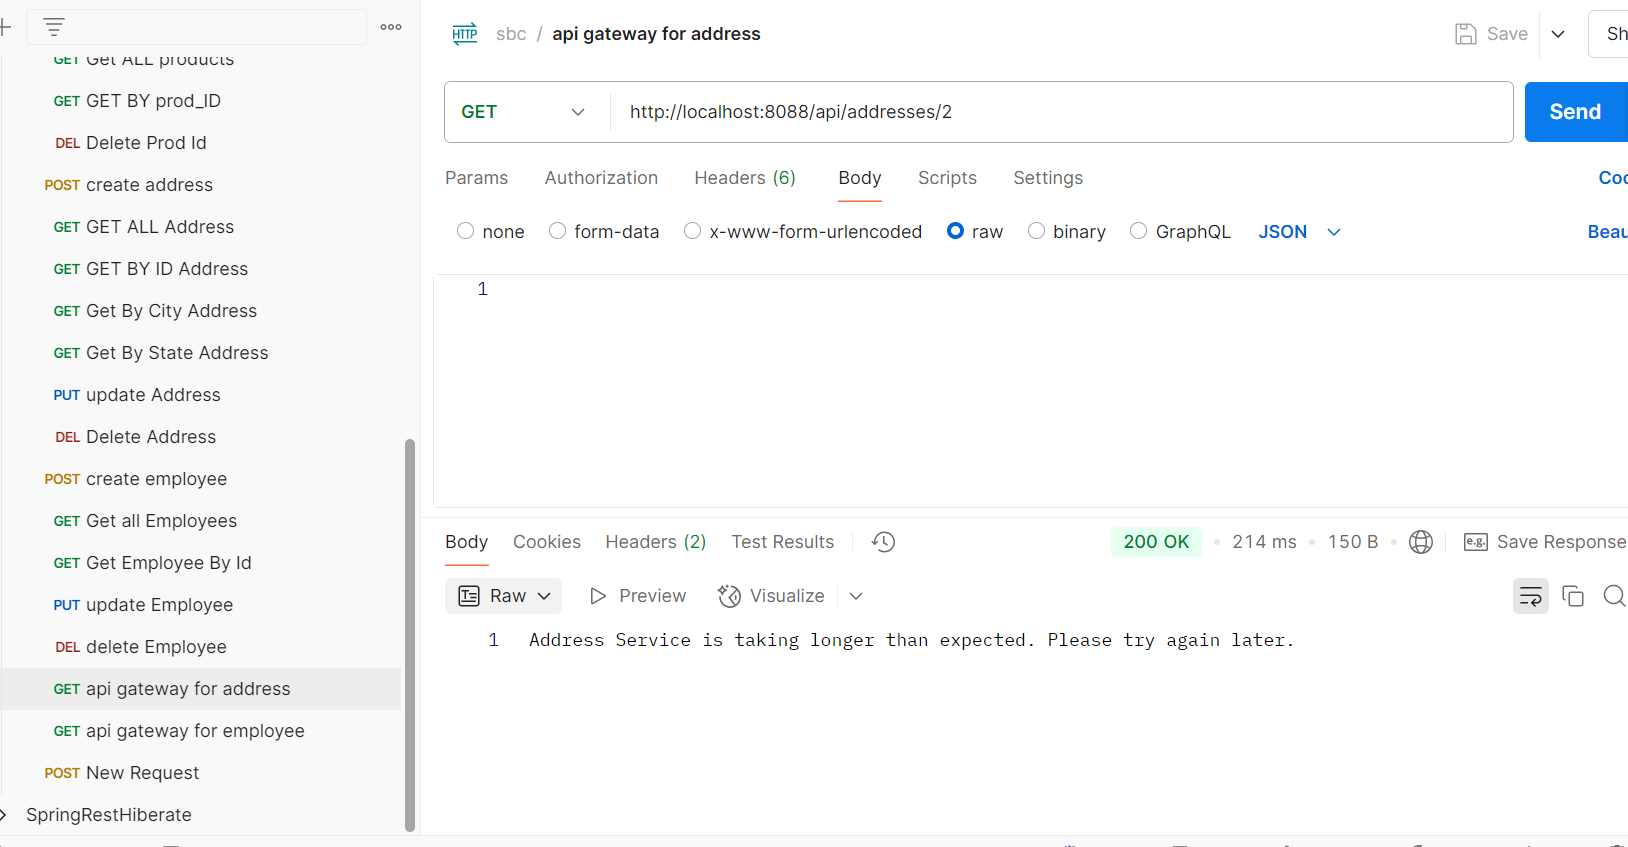 GET Get ALL products
GET GET BY prod_ID
DEL Delete Prod Id
POST create address
GET GET ALL Address
GET GET BY ID Address
GET Get By City Address
GET Get By State Address
PUT update Address
DEL Delete Address
POST create employee
GET Get all Employees
GET Get Employee By Id
PUT update Employee
DEL delete Employee
GET api gateway for address
GET api gateway for employee
POST New Request
SpringRestHiberate
HTTP sbc / api gateway for address
Save
Sh
GET http://localhost:8088/api/addresses/2
Send
Params Authorization Headers (6) Body Scripts Settings
Coo
none form-data x-www-form-urlencoded raw binary GraphQL JSON
Beau
1
Body Cookies Headers (2) Test Results
200 OK • 214 ms • 150 B • e.g. Save Response
Raw Preview Visualize
1 Address Service is taking longer than expected. Please try again later.